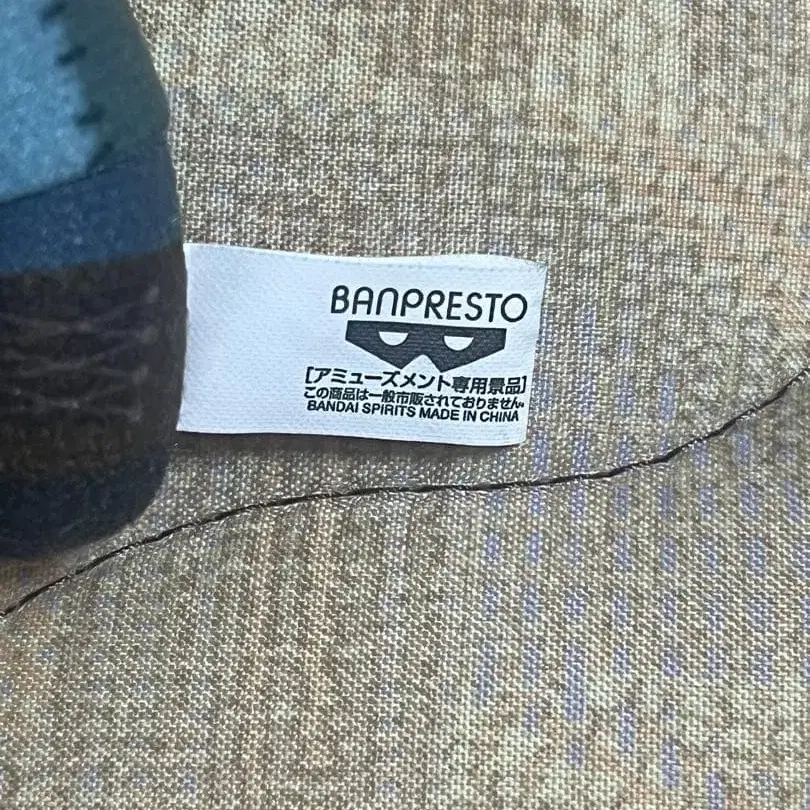 BANPRESTO
[アミューズメント専用景品]
この商品は一般市販されておりません。
BANDAI SPIRITS MADE IN CHINA